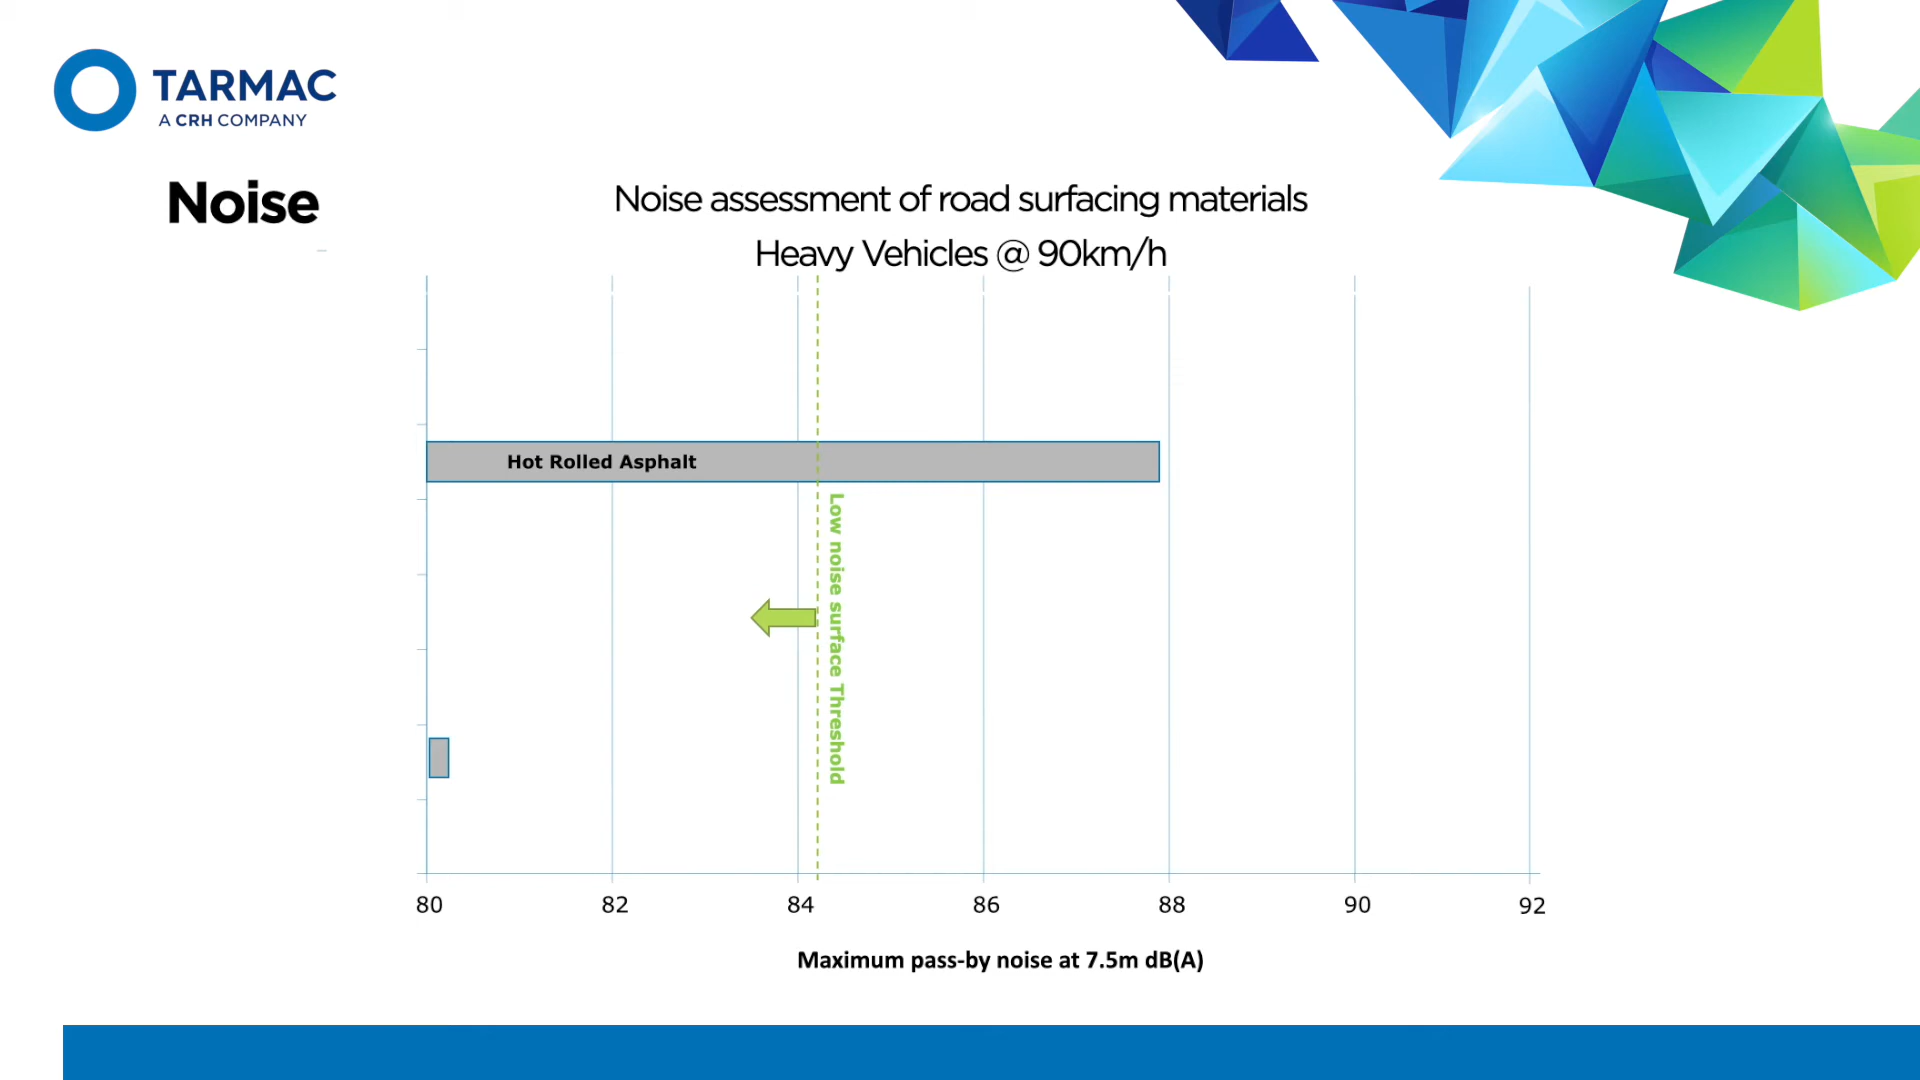 TARMAC
A CRH COMPANY
Noise
Noise assessment of road surfacing materials
Heavy Vehicles @ 90km/h
Hot Rolled Asphalt
Low noise surface Threshold
80 82 84 86 88 90 92
Maximum pass-by noise at 7.5m dB(A)